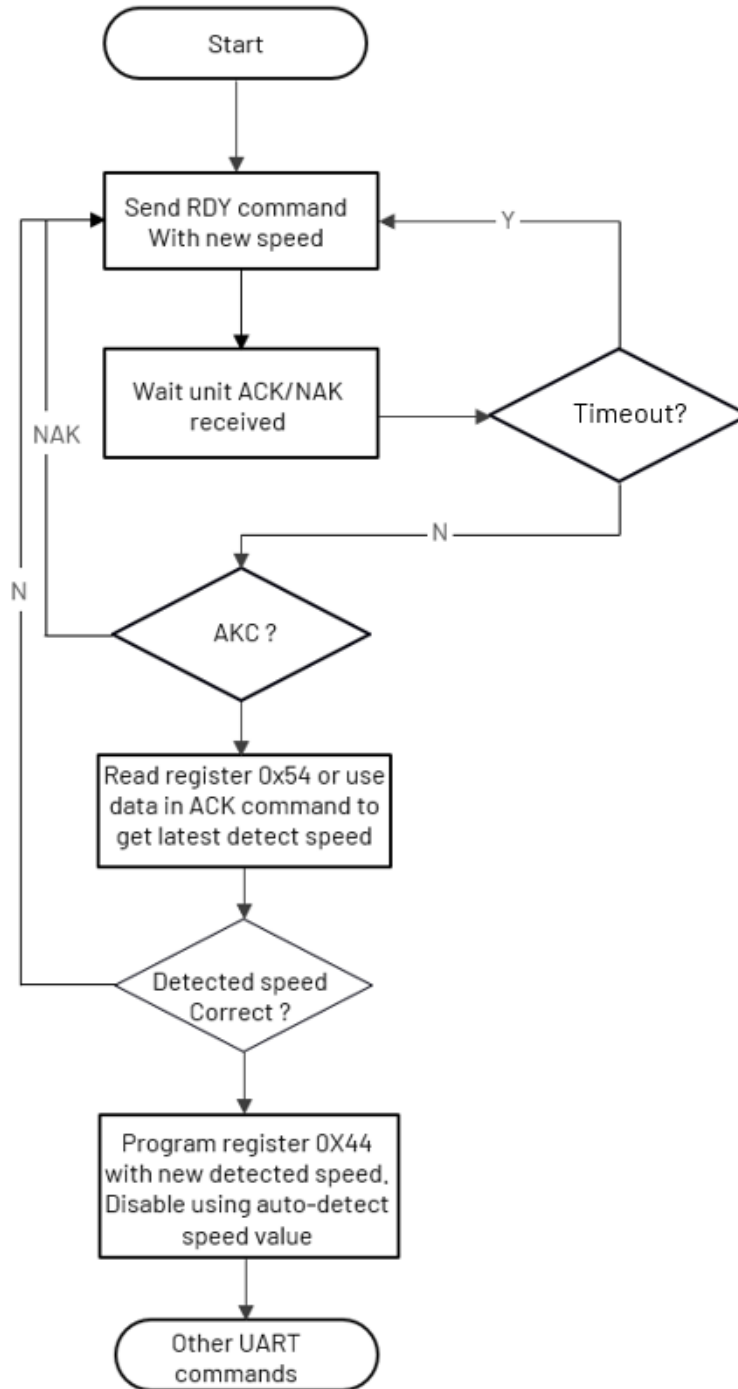 Start
Send RDY command
With new speed
Y
Wait unit ACK/NAK
received
Timeout?
NAK
N
N
AKC ?
Read register 0x54 or use
data in ACK command to
get latest detect speed
Detected speed
Correct ?
Program register 0X44
with new detected speed,
Disable using auto-detect
speed value
Other UART
commands